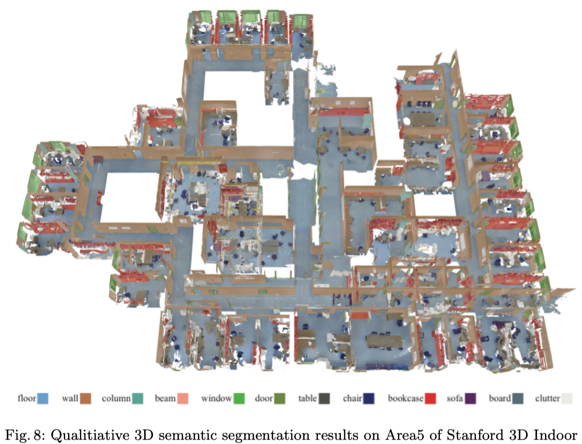 floor wall column beam window door table chair bookcase sofa board clutter
Fig. 8: Qualitiative 3D semantic segmentation results on Area5 of Stanford 3D Indoor